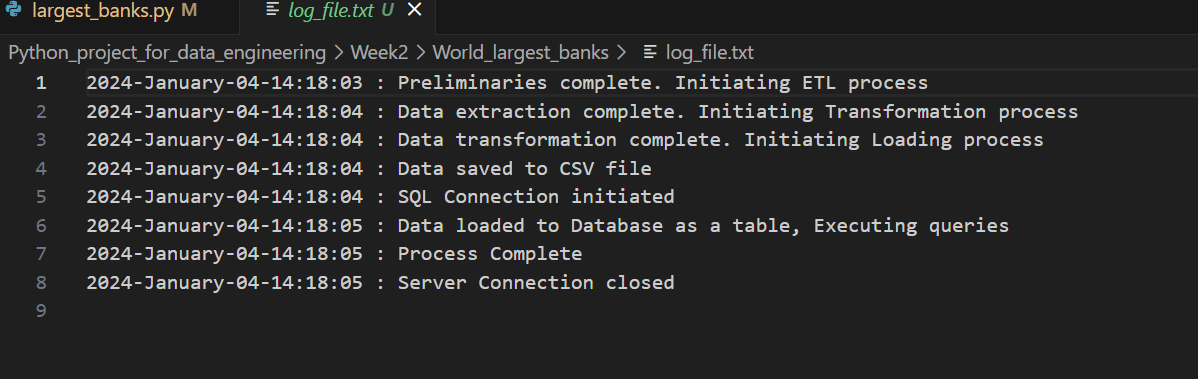 largest_banks.py M log_file.txt U
Python_project_for_data_engineering > Week2 > World_largest_banks > log_file.txt
1 2024-January-04-14:18:03 : Preliminaries complete. Initiating ETL process
2 2024-January-04-14:18:04 : Data extraction complete. Initiating Transformation process
3 2024-January-04-14:18:04 : Data transformation complete. Initiating Loading process
4 2024-January-04-14:18:04 : Data saved to CSV file
5 2024-January-04-14:18:04 : SQL Connection initiated
6 2024-January-04-14:18:05 : Data loaded to Database as a table, Executing queries
7 2024-January-04-14:18:05 : Process Complete
8 2024-January-04-14:18:05 : Server Connection closed
9